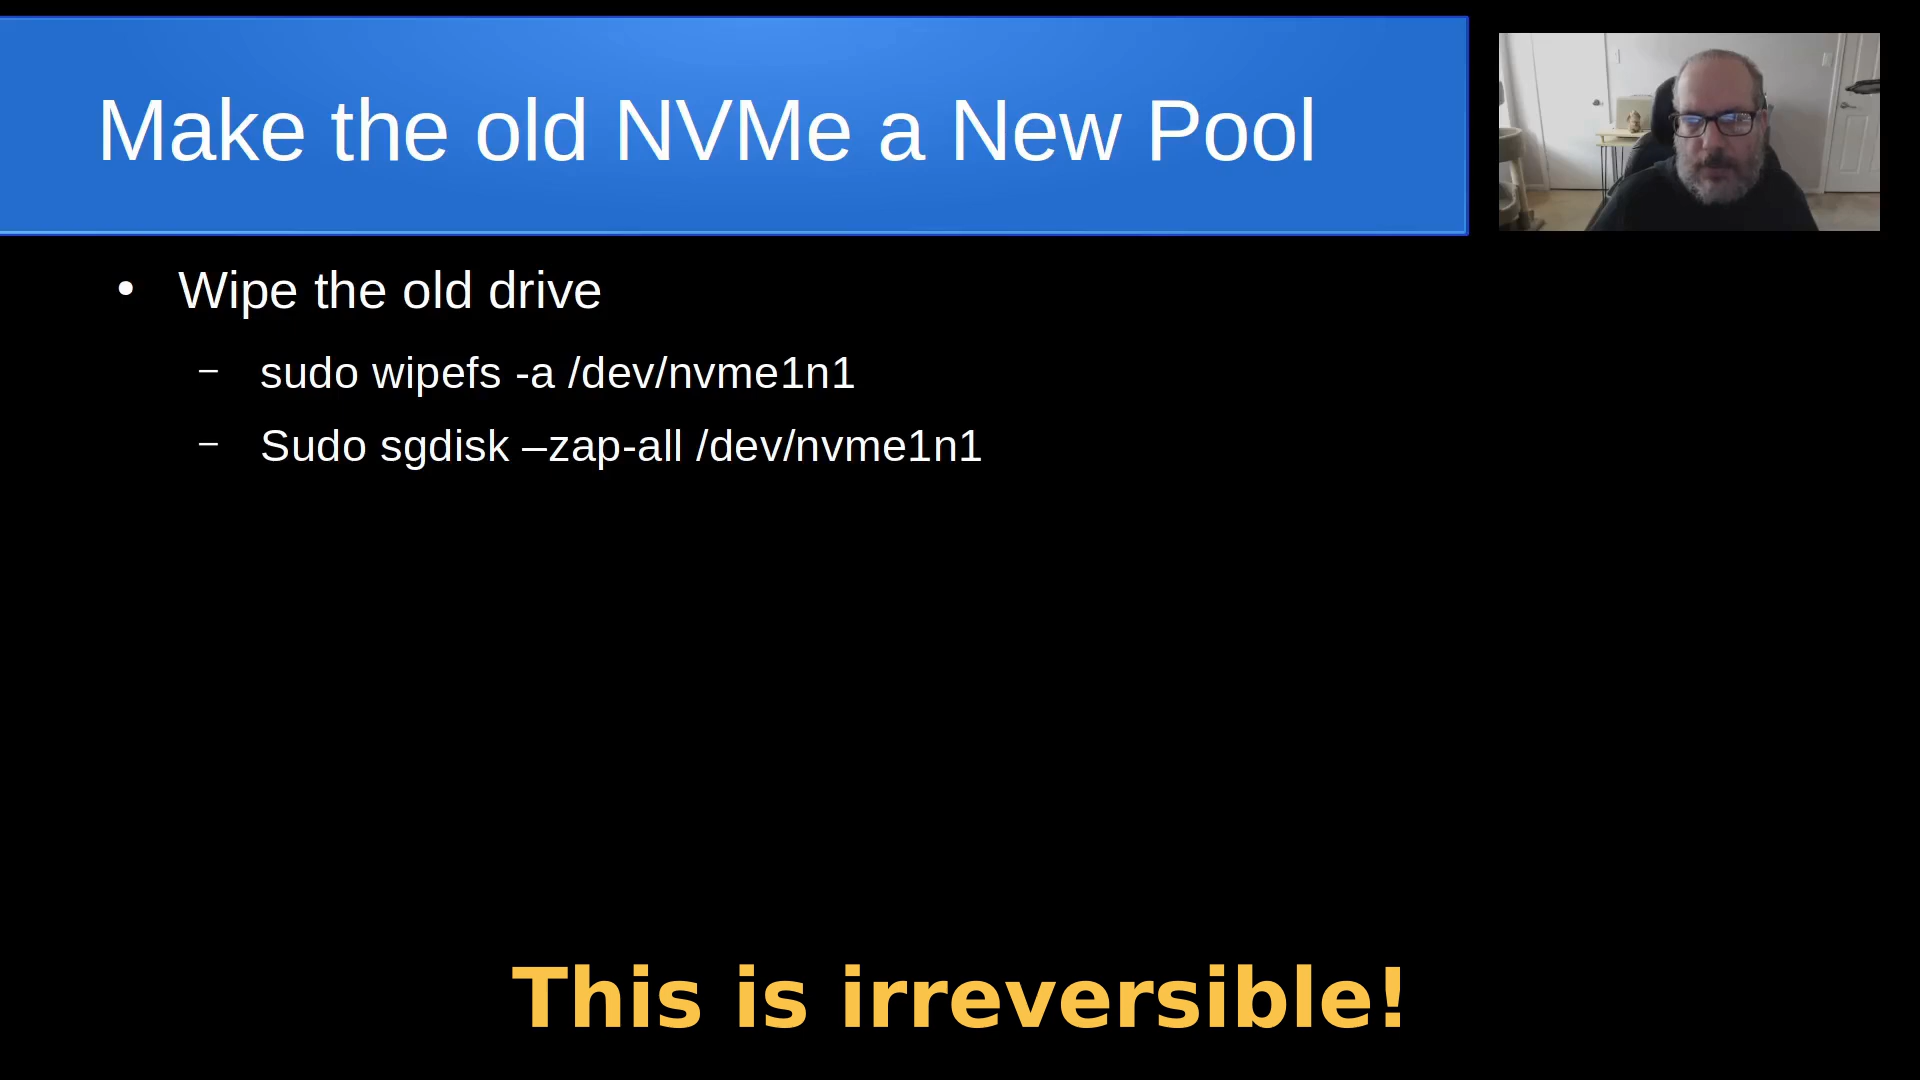 Make the old NVMe a New Pool
• Wipe the old drive
– sudo wipefs -a /dev/nvme1n1
– Sudo sgdisk –zap-all /dev/nvme1n1
This is irreversible!